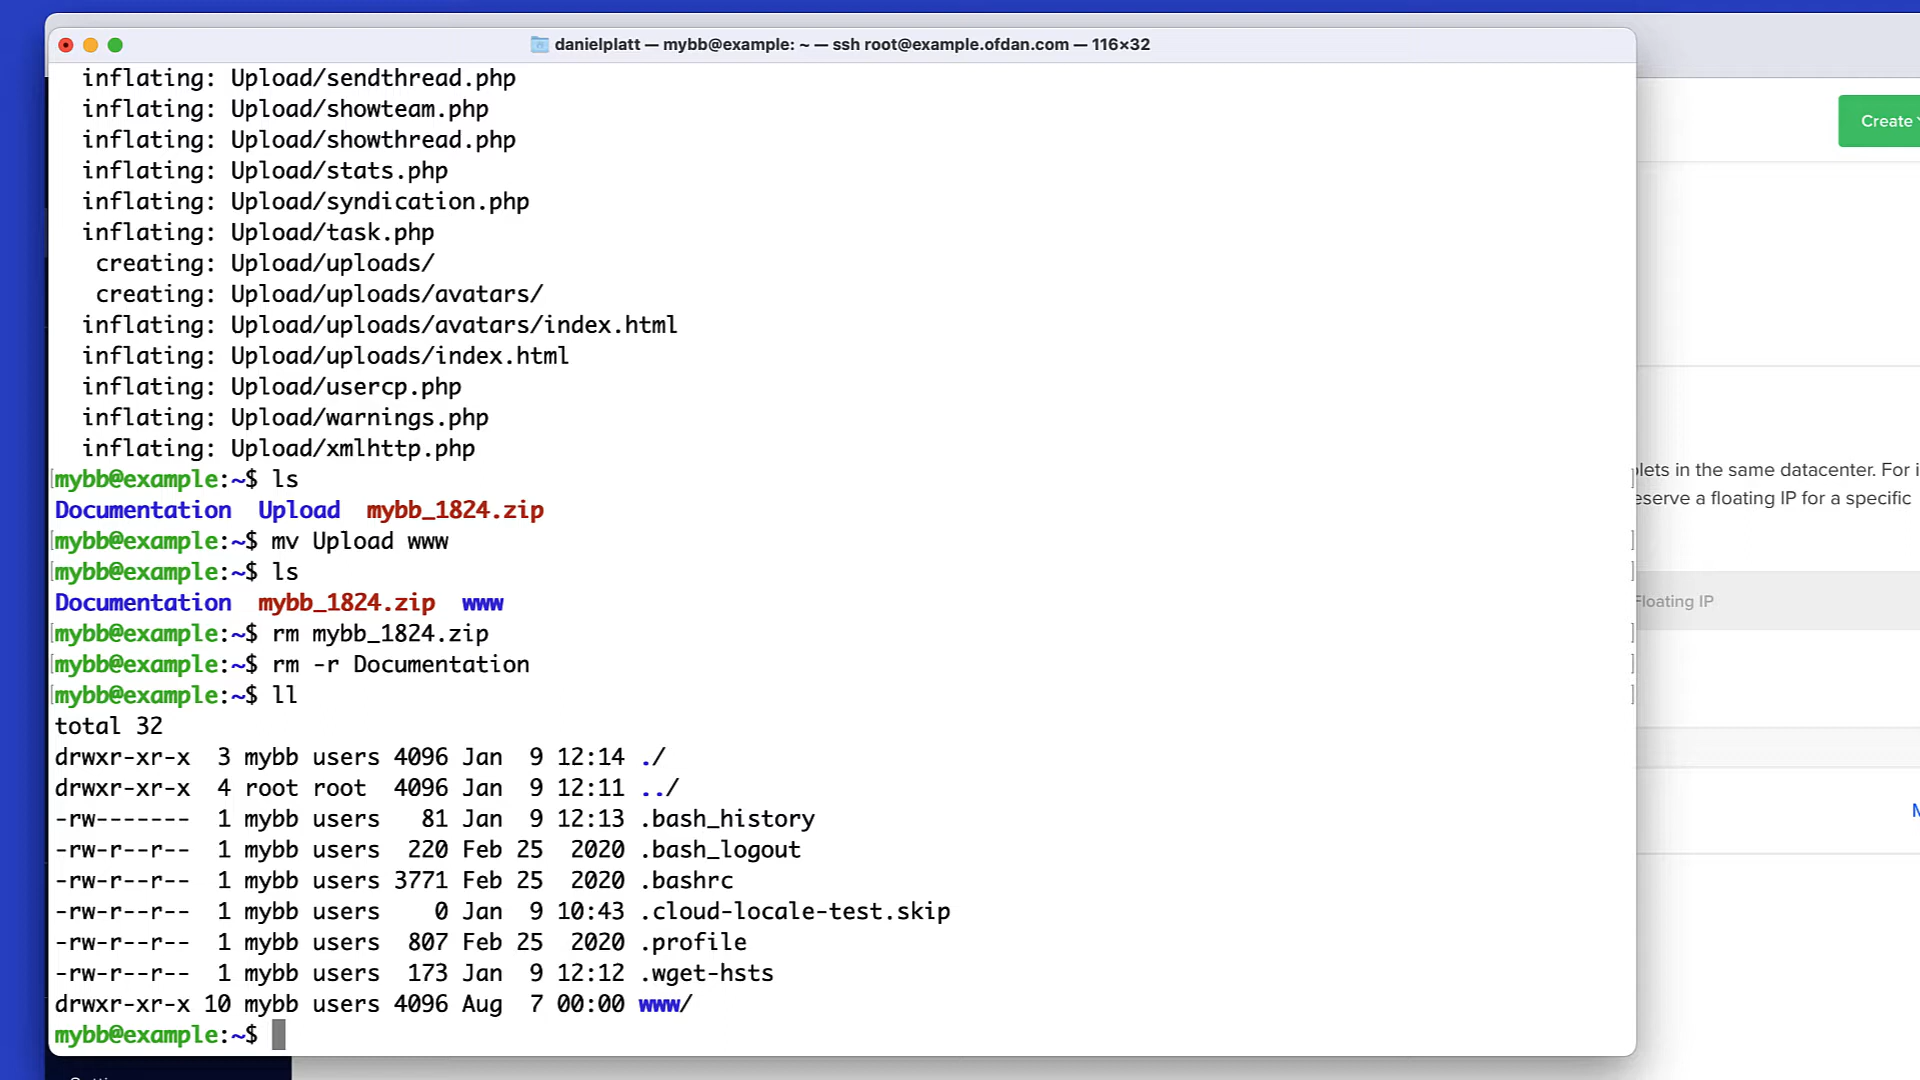 danielplatt — mybb@example: ~ — ssh root@example.ofdan.com — 116×32
inflating: Upload/sendthread.php
inflating: Upload/showteam.php
inflating: Upload/showthread.php
inflating: Upload/stats.php
inflating: Upload/syndication.php
inflating: Upload/task.php
creating: Upload/uploads/
creating: Upload/uploads/avatars/
inflating: Upload/uploads/avatars/index.html
inflating: Upload/uploads/index.html
inflating: Upload/usercp.php
inflating: Upload/warnings.php
inflating: Upload/xmlhttp.php
[mybb@example:~$ ls ]
Documentation Upload mybb_1824.zip
[mybb@example:~$ mv Upload www ]
[mybb@example:~$ ls ]
Documentation mybb_1824.zip www
[mybb@example:~$ rm mybb_1824.zip ]
[mybb@example:~$ rm -r Documentation ]
[mybb@example:~$ ll ]
total 32
drwxr-xr-x 3 mybb users 4096 Jan 9 12:14 ./
drwxr-xr-x 4 root root 4096 Jan 9 12:11 ../
-rw------- 1 mybb users 81 Jan 9 12:13 .bash_history
-rw-r--r-- 1 mybb users 220 Feb 25 2020 .bash_logout
-rw-r--r-- 1 mybb users 3771 Feb 25 2020 .bashrc
-rw-r--r-- 1 mybb users 0 Jan 9 10:43 .cloud-locale-test.skip
-rw-r--r-- 1 mybb users 807 Feb 25 2020 .profile
-rw-r--r-- 1 mybb users 173 Jan 9 12:12 .wget-hsts
drwxr-xr-x 10 mybb users 4096 Aug 7 00:00 www/
mybb@example:~$
Create
lets in the same datacenter. For
eserve a floating IP for a specific
Floating IP